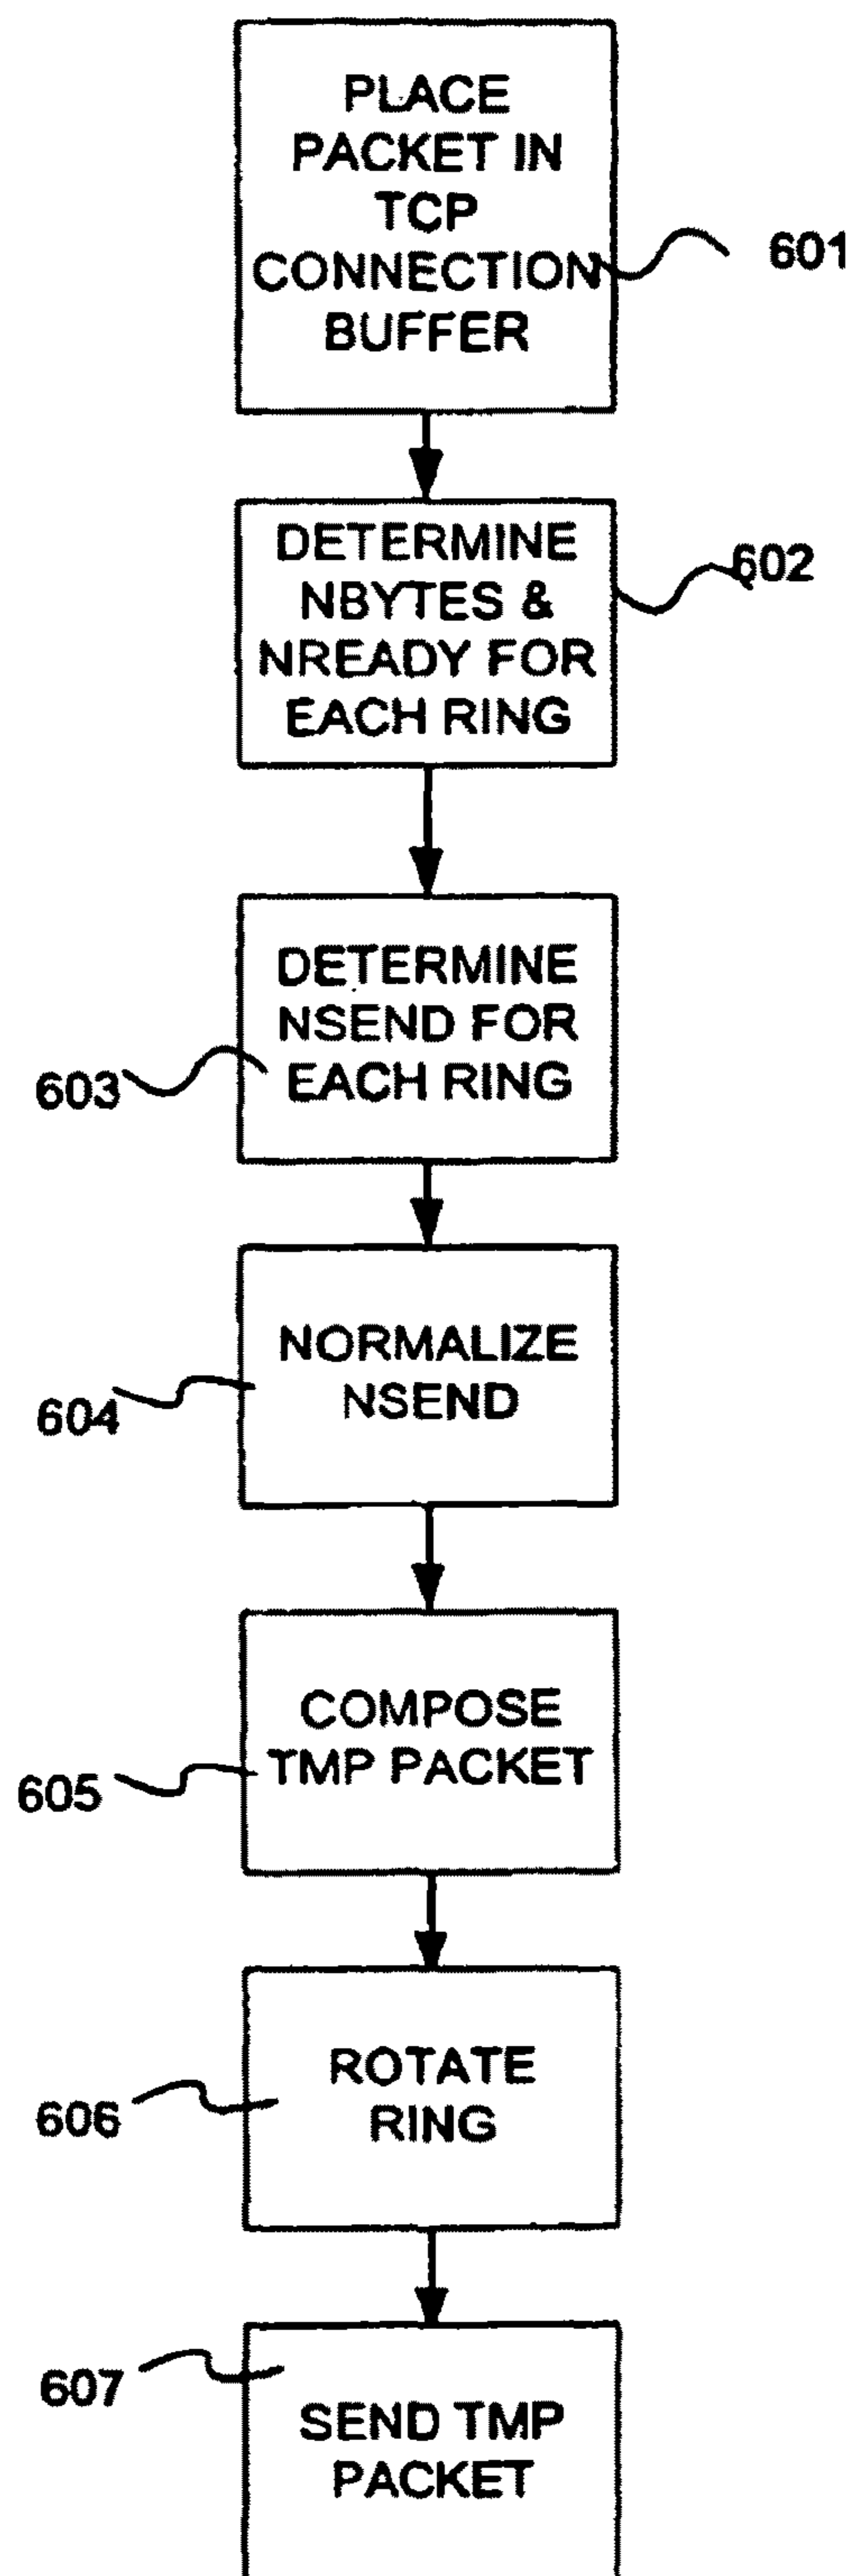 PLACE
PACKET IN
TCP
CONNECTION
BUFFER
601
DETERMINE
NBYTES &
NREADY FOR
EACH RING
602
DETERMINE
NSEND FOR
EACH RING
603
NORMALIZE
NSEND
604
COMPOSE
TMP PACKET
605
ROTATE
RING
606
607
SEND TMP
PACKET